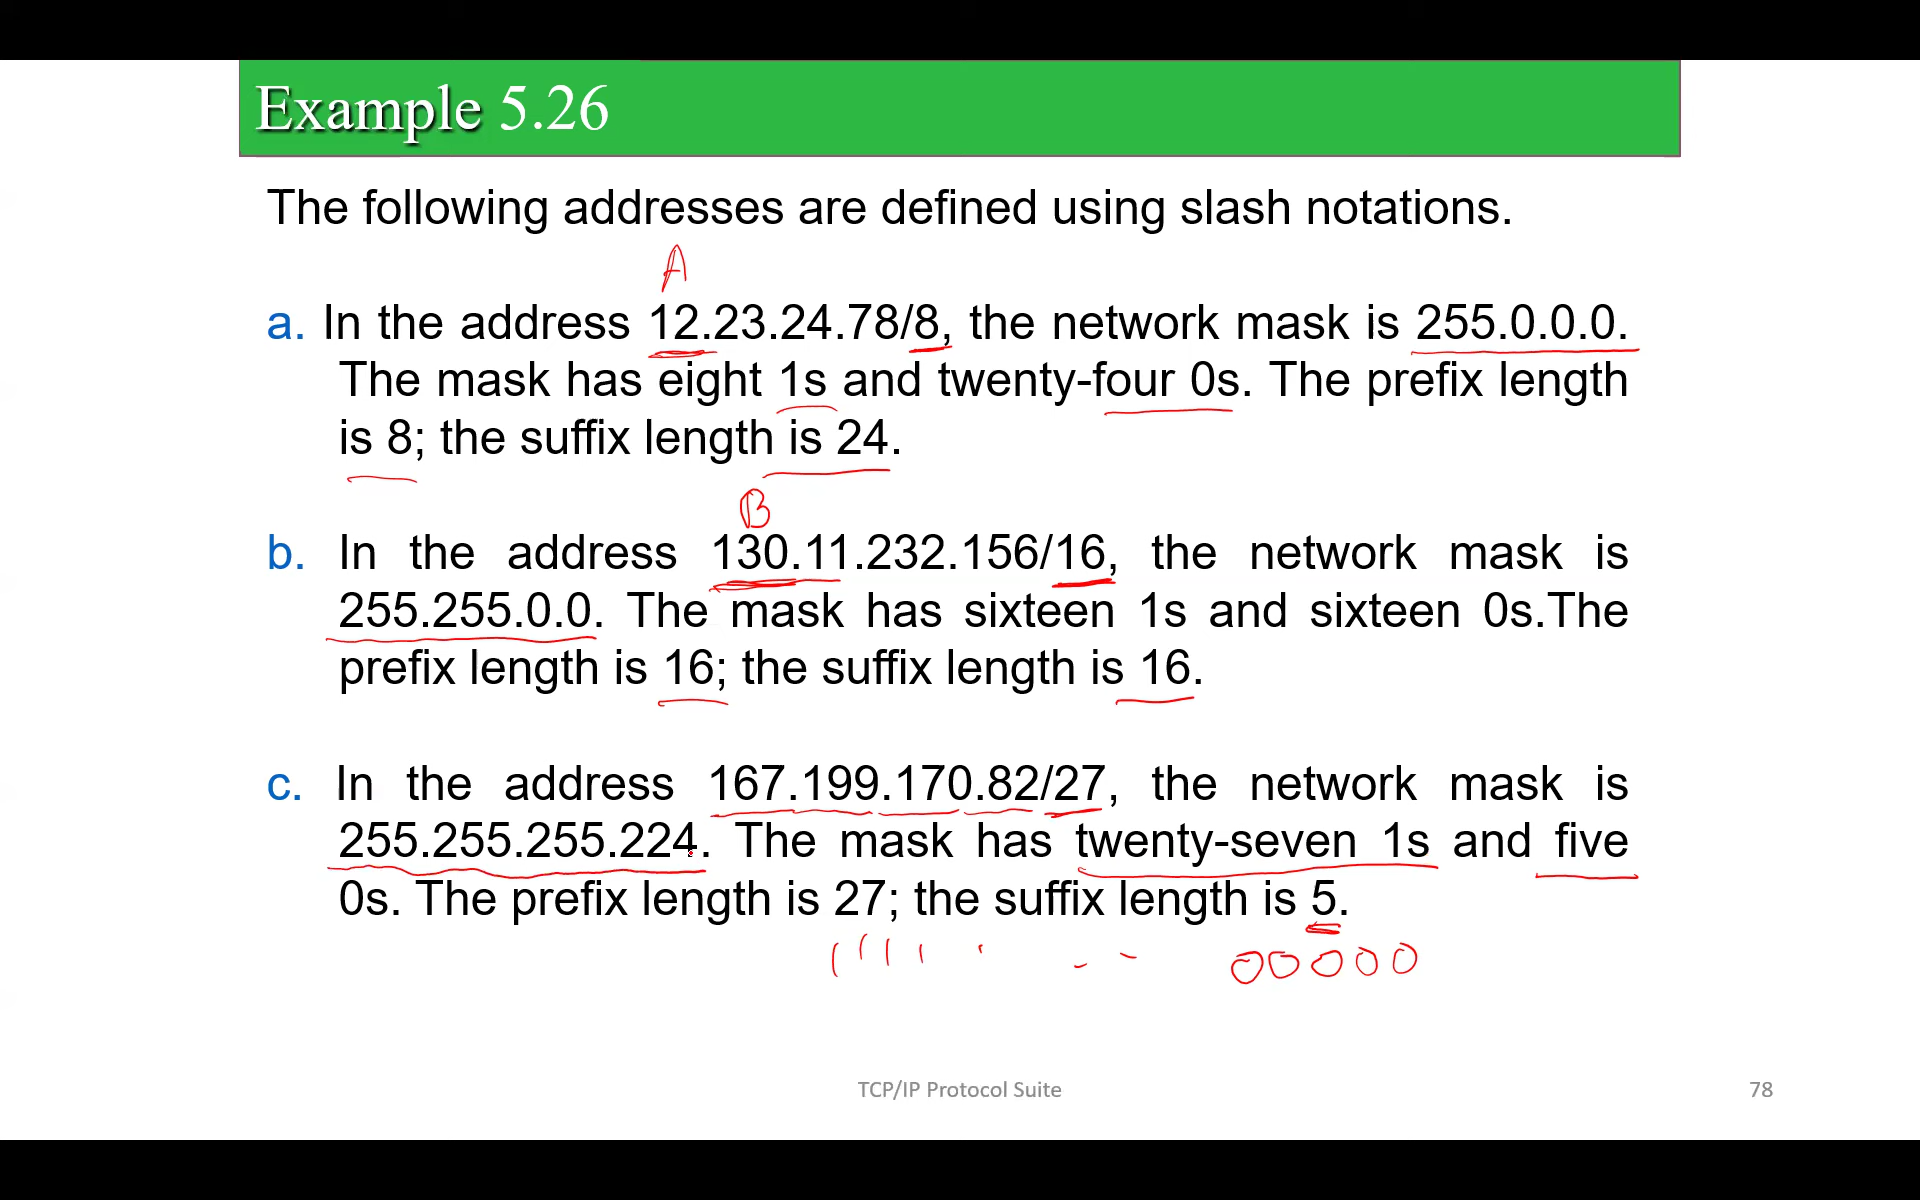 Example 5.26
The following addresses are defined using slash notations.
A
a. In the address 12.23.24.78/8, the network mask is 255.0.0.0.
The mask has eight 1s and twenty-four 0s. The prefix length
is 8; the suffix length is 24.
B
b. In the address 130.11.232.156/16, the network mask is
255.255.0.0. The mask has sixteen 1s and sixteen 0s.The
prefix length is 16; the suffix length is 16.
c. In the address 167.199.170.82/27, the network mask is
255.255.255.224. The mask has twenty-seven 1s and five
0s. The prefix length is 27; the suffix length is 5.
1111 . - - 00000
TCP/IP Protocol Suite 78